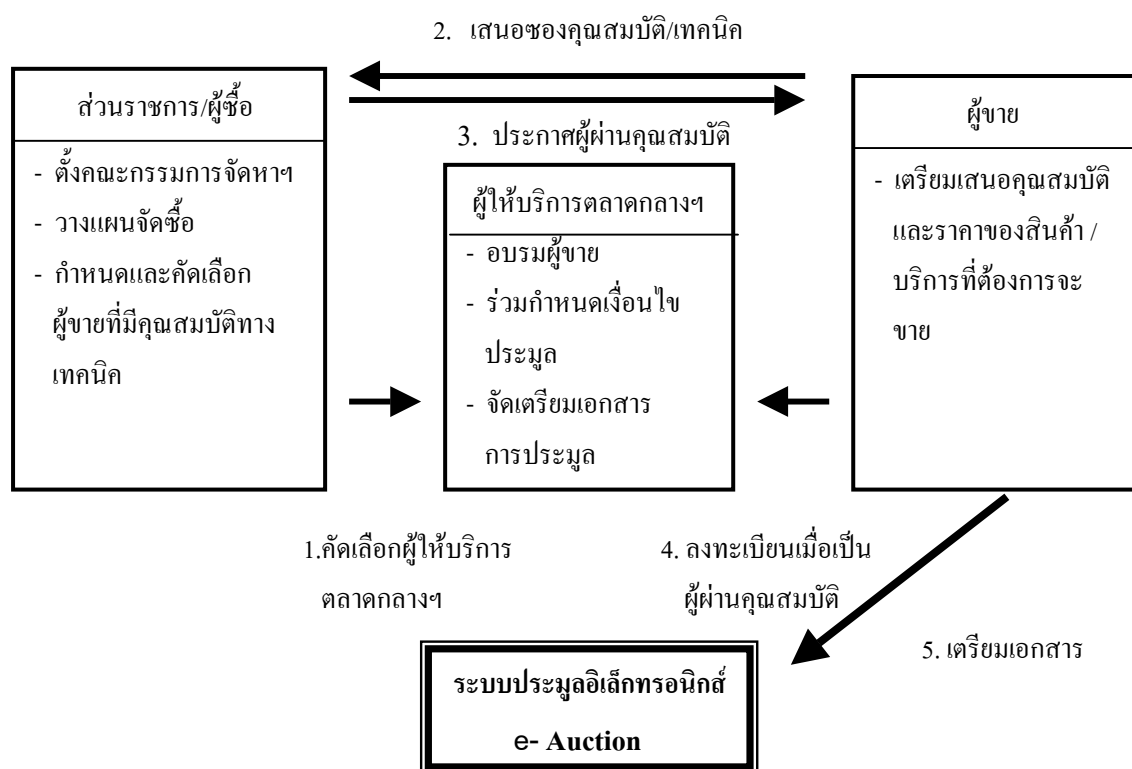 2. เสนอซองคุณสมบัติ/เทคนิค
ส่วนราชการ/ผู้ซื้อ
- ตั้งคณะกรรมการจัดหาฯ
- วางแผนจัดซื้อ
- กำหนดและคัดเลือก
ผู้ขายที่มีคุณสมบัติทาง
เทคนิค
3. ประกาศผู้ผ่านคุณสมบัติ
ผู้ให้บริการตลาดกลางฯ
- อบรมผู้ขาย
- ร่วมกำหนดเงื่อนไข
ประมูล
- จัดเตรียมเอกสาร
การประมูล
ผู้ขาย
- เตรียมเสนอคุณสมบัติ
และราคาของสินค้า /
บริการที่ต้องการจะ
ขาย
1.คัดเลือกผู้ให้บริการ
ตลาดกลางฯ
4. ลงทะเบียนเมื่อเป็น
ผู้ผ่านคุณสมบัติ
5. เตรียมเอกสาร
ระบบประมูลอิเล็กทรอนิกส์
e- Auction